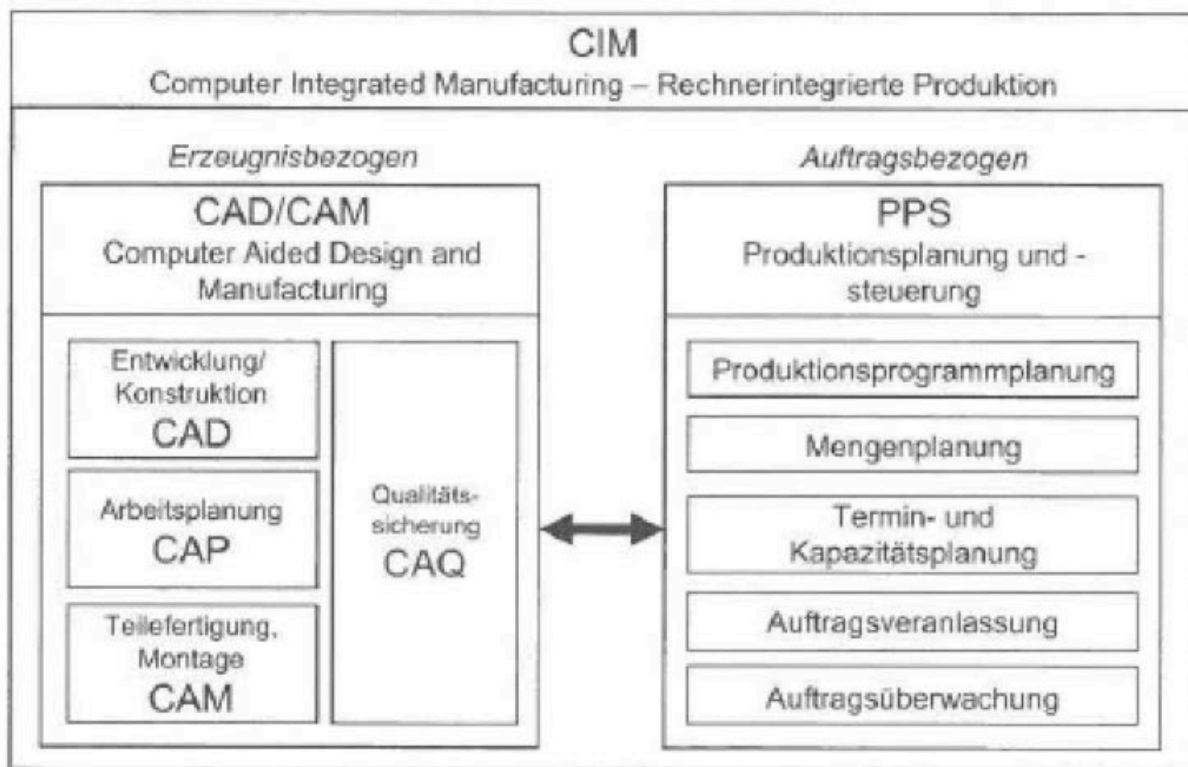 CIM
Computer Integrated Manufacturing – Rechnerintegrierte Produktion
Erzeugnisbezogen
CAD/CAM
Computer Aided Design and
Manufacturing
Entwicklung/
Konstruktion
CAD
Arbeitsplanung
CAP
Teilefertigung,
Montage
CAM
Qualitäts-
sicherung
CAQ
Auftragsbezogen
PPS
Produktionsplanung und -
steuerung
Produktionsprogrammplanung
Mengenplanung
Termin- und
Kapazitätsplanung
Auftragsveranlassung
Auftragsüberwachung